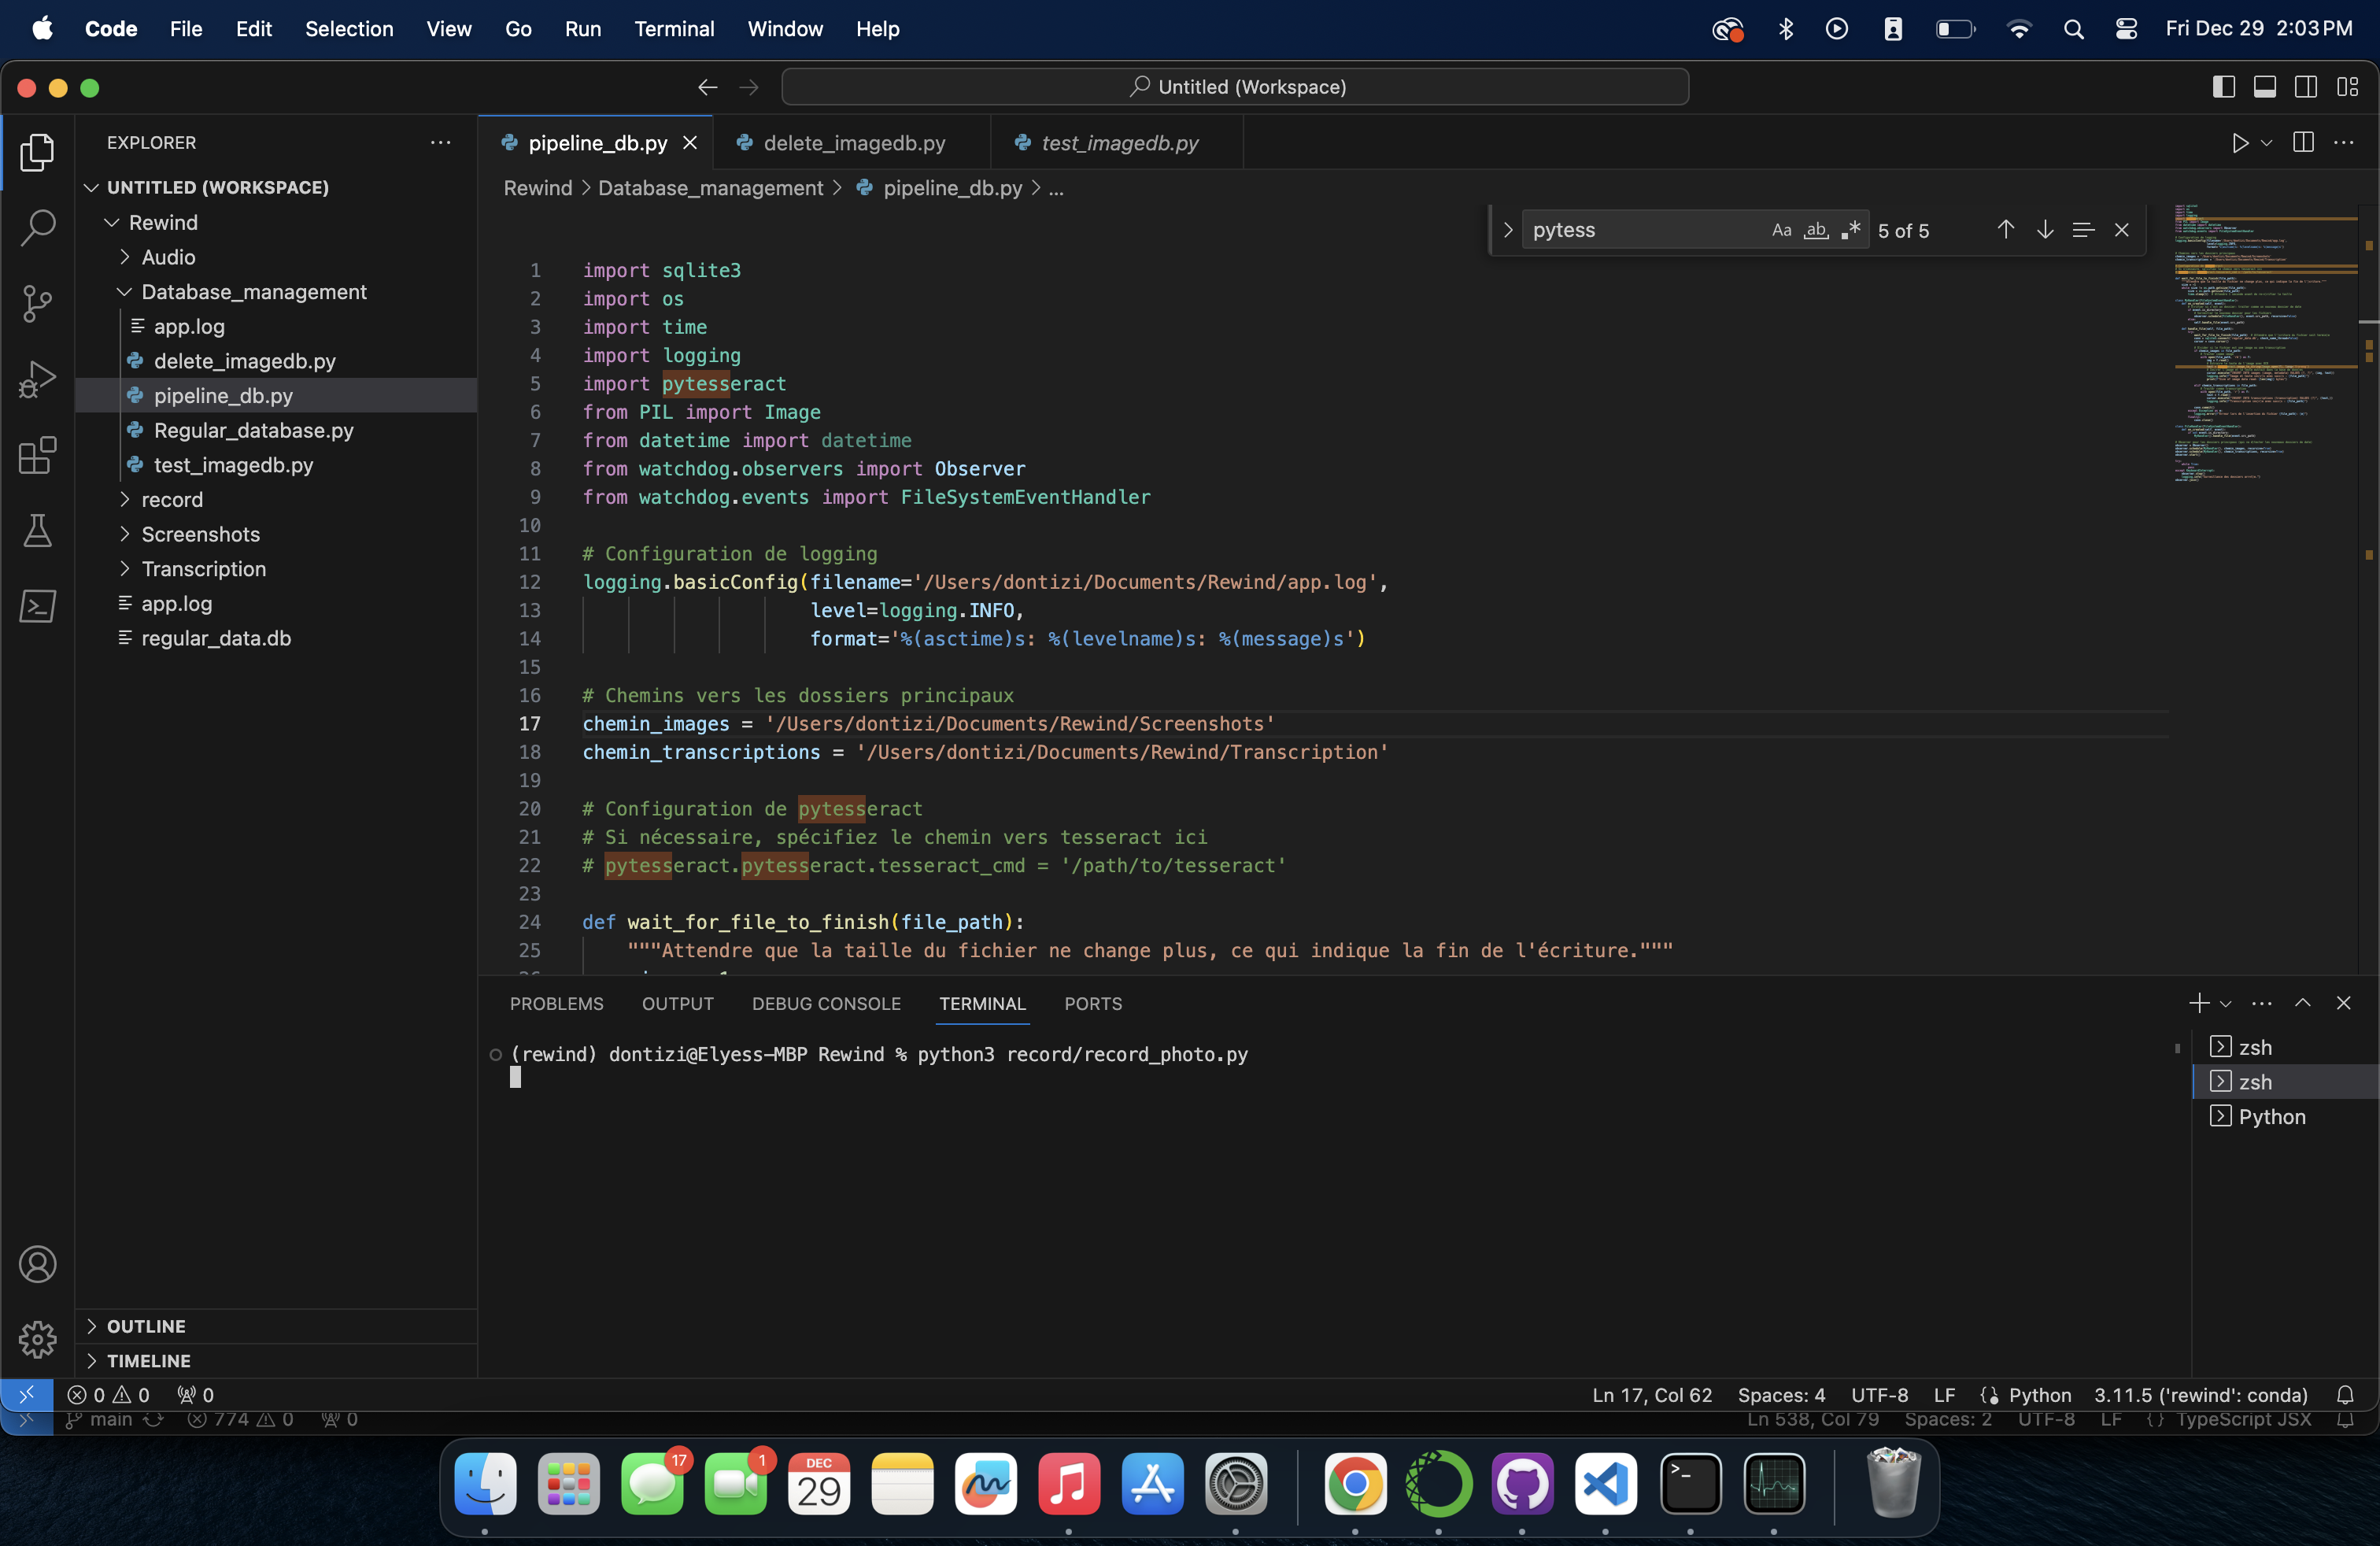 Code File Edit Selection View Go Run Terminal Window Help Fri Dec 29 2:03 PM
Untitled (Workspace)
EXPLORER
UNTITLED (WORKSPACE)
Rewind
Audio
Database_management
app.log
delete_imagedb.py
pipeline_db.py
Regular_database.py
test_imagedb.py
record
Screenshots
Transcription
app.log
regular_data.db
OUTLINE
TIMELINE
pipeline_db.py delete_imagedb.py test_imagedb.py
Rewind > Database_management > pipeline_db.py > ...
pytess Aa ab .* 5 of 5
1 import sqlite3
2 import os
3 import time
4 import logging
5 import pytesseract
6 from PIL import Image
7 from datetime import datetime
8 from watchdog.observers import Observer
9 from watchdog.events import FileSystemEventHandler
10
11 # Configuration de logging
12 logging.basicConfig(filename='/Users/dontizi/Documents/Rewind/app.log',
13 level=logging.INFO,
14 format='%(asctime)s: %(levelname)s: %(message)s')
15
16 # Chemins vers les dossiers principaux
17 chemin_images = '/Users/dontizi/Documents/Rewind/Screenshots'
18 chemin_transcriptions = '/Users/dontizi/Documents/Rewind/Transcription'
19
20 # Configuration de pytesseract
21 # Si nécessaire, spécifiez le chemin vers tesseract ici
22 # pytesseract.pytesseract.tesseract_cmd = '/path/to/tesseract'
23
24 def wait_for_file_to_finish(file_path):
25 """Attendre que la taille du fichier ne change plus, ce qui indique la fin de l'écriture."""
PROBLEMS OUTPUT DEBUG CONSOLE TERMINAL PORTS
(rewind) dontizi@Elyess-MBP Rewind % python3 record/record_photo.py
zsh
zsh
Python
0 0 0 Ln 17, Col 62 Spaces: 4 UTF-8 LF Python 3.11.5 ('rewind': conda)
main 774 0 0 Ln 538, Col 79 Spaces: 2 UTF-8 LF TypeScript JSX
17 1 DEC
29